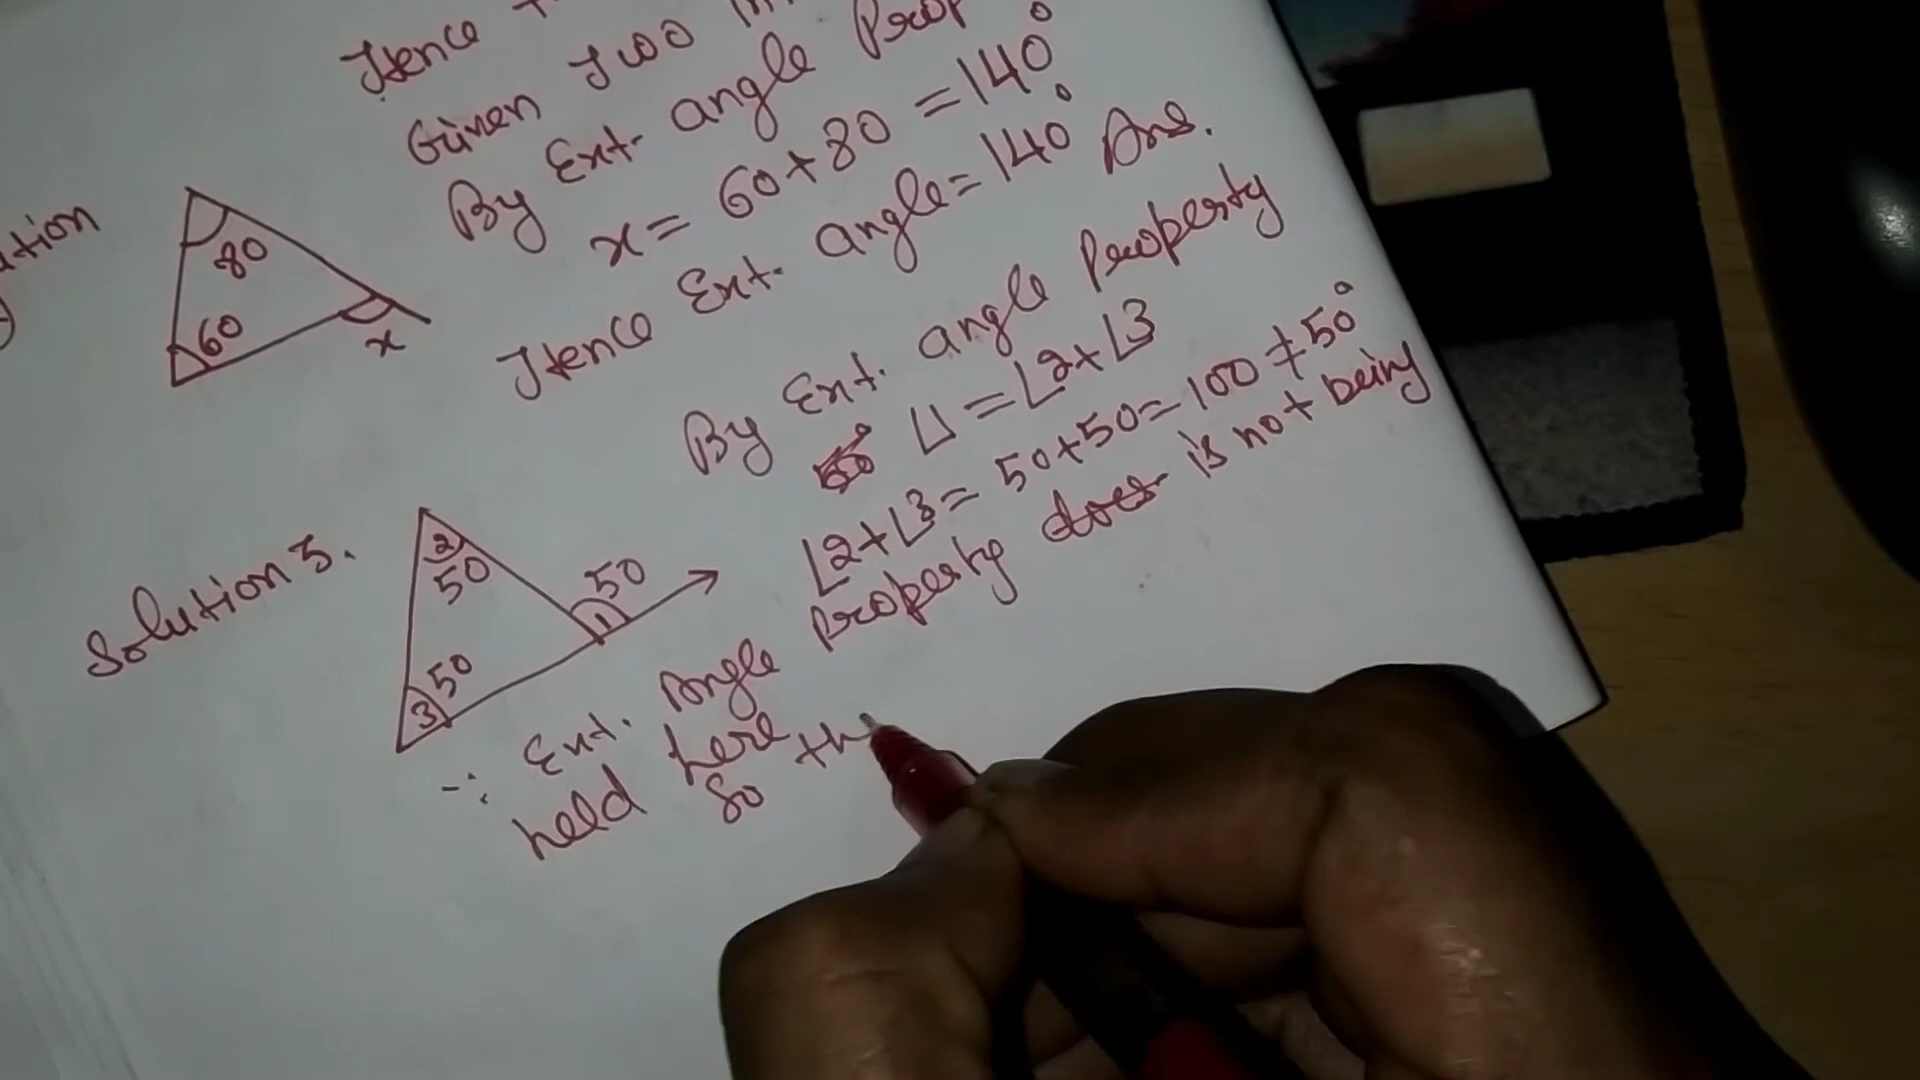 Hence
Given Two
By Ext. angle Prop
x = 60+80 = 140°
Hence Ext. angle = 140° Ans.
ution
80
60
x
By Ext. angle Property
∠1 = ∠2+∠3
∠2+∠3 = 50+50 = 100 ≠ 50°
Solution 3.
2
50
50
1
50
3
∵ Ext. Angle property does is not being
held here
So th